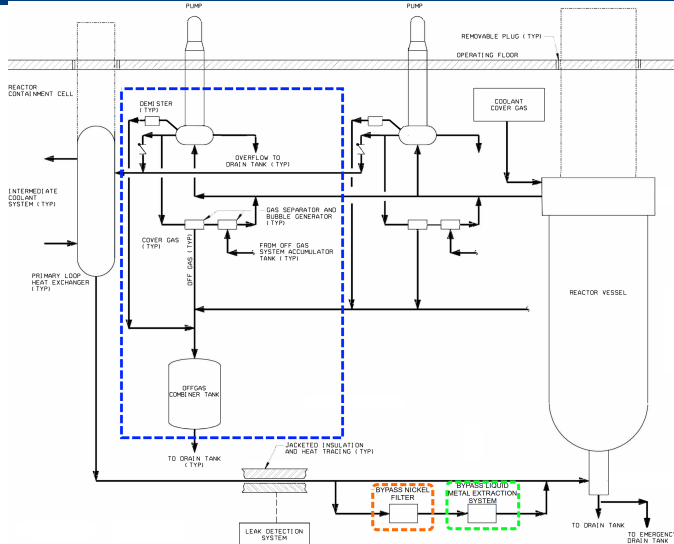 PUMP
PUMP
REMOVABLE PLUG (TYP)
OPERATING FLOOR
REACTOR
CONTAINMENT CELL
DEMISTER
(TYP)
COOLANT
COVER GAS
OVERFLOW TO
DRAIN TANK (TYP)
INTERMEDIATE
COOLANT
SYSTEM (TYP)
GAS SEPARATOR AND
BUBBLE GENERATOR
(TYP)
COVER GAS
(TYP)
OFF GAS (TYP)
FROM OFF GAS
SYSTEM ACCUMULATOR
TANK (TYP)
PRIMARY LOOP
HEAT EXCHANGER
(TYP)
REACTOR VESSEL
OFFGAS
COMBINER TANK
TO DRAIN TANK
(TYP)
JACKETED INSULATION
AND HEAT TRACING (TYP)
BYPASS NICKEL
FILTER
BYPASS LIQUID
METAL EXTRACTION
SYSTEM
LEAK DETECTION
SYSTEM
TO DRAIN TANK
TO EMERGENCY
DRAIN TANK